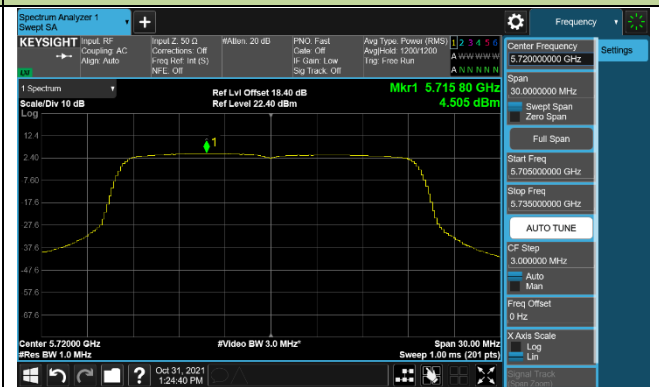 Spectrum Analyzer 1
Swept SA
Frequency
KEYSIGHT
Input: RF
Coupling: AC
Align: Auto
Input Z: 50 Ω
Corrections: Off
Freq Ref: Int (S)
NFE: Off
#Atten: 20 dB
PNO: Fast
Gate: Off
IF Gain: Low
Sig Track: Off
Avg Type: Power (RMS)
Avg|Hold: 1200/1200
Trig: Free Run
1 2 3 4 5 6
A W W W W W
A N N N N N
LW
1 Spectrum
Scale/Div 10 dB
Log
Ref Lvl Offset 18.40 dB
Ref Level 22.40 dBm
Mkr1 5.715 80 GHz
4.505 dBm
1
12.4
2.40
-7.60
-17.6
-27.6
-37.6
-47.6
-57.6
-67.6
Center 5.72000 GHz
#Res BW 1.0 MHz
#Video BW 3.0 MHz*
Span 30.00 MHz
Sweep 1.00 ms (201 pts)
Center Frequency
5.720000000 GHz
Settings
Span
30.0000000 MHz
Swept Span
Zero Span
Full Span
Start Freq
5.705000000 GHz
Stop Freq
5.735000000 GHz
AUTO TUNE
CF Step
3.000000 MHz
Auto
Man
Freq Offset
0 Hz
X Axis Scale
Log
Lin
Signal Track
(Span Zoom)
?
Oct 31, 2021
1:24:40 PM